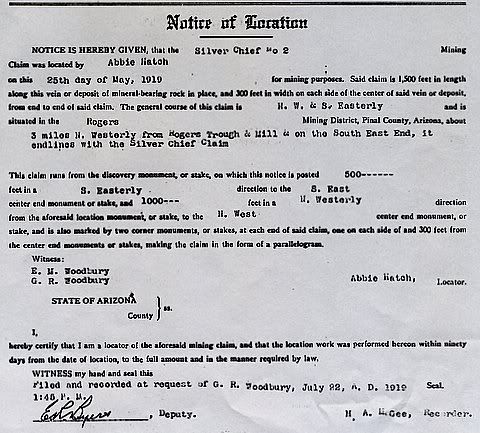 Notice of Location
NOTICE IS HEREBY GIVEN, that the Silver Chief No 2 Mining
Claim was located by Abbie Hatch
on this 25th day of May, 1919 for mining purposes. Said claim is 1,500 feet in length
along this vein or deposit of mineral-bearing rock in place, and 300 feet in width on each side of the center of said vein or deposit,
from end to end of said claim. The general course of this claim is N. W. & S. Easterly and is
situated in the Rogers Mining District, Pinal County, Arizona, about
3 miles N. Westerly from Rogers Trough & Mill & on the South East End, it
endlines with the Silver Chief Claim
This claim runs from the discovery monument, or stake, on which this notice is posted 500------
feet in a S. Easterly direction to the S. East
center end monument or stake, and 1000--- feet in a N. Westerly direction
from the aforesaid location monument, or stake, to the N. West center end monument, or
stake, and is also marked by two corner monuments, or stakes, at each end of said claim, one on each side of and 300 feet from
the center end monuments or stakes, making the claim in the form of a parallelogram.
Witness:
E. M. Woodbury
G. R. Woodbury Abbie Hatch, Locator.
STATE OF ARIZONA
County } ss.
I,
hereby certify that I am a locator of the aforesaid mining claim, and that the location work was performed hereon within ninety
days from the date of location, to the full amount and in the manner required by law.
WITNESS my hand and seal this
Filed and recorded at request of G. R. Woodbury, July 22, A. D. 1919 Seal.
1:45 P. M.
, Deputy. H. A. McGee, Recorder.